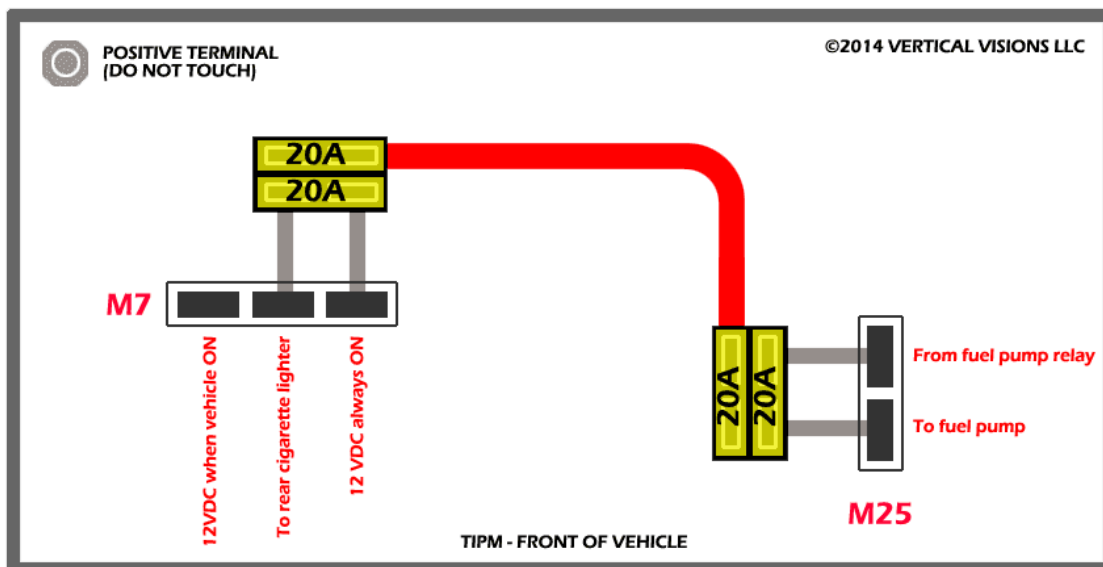 POSITIVE TERMINAL
(DO NOT TOUCH)
©2014 VERTICAL VISIONS LLC
20A
20A
M7
12VDC when vehicle ON
To rear cigarette lighter
12 VDC always ON
20A
20A
From fuel pump relay
To fuel pump
M25
TIPM - FRONT OF VEHICLE